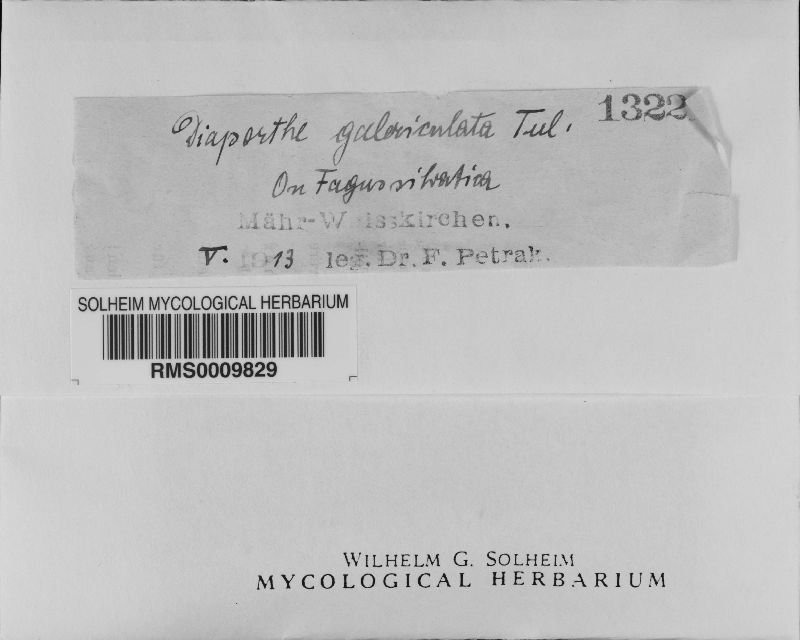 1322
Diaporthe galericulata Tul.
On Fagus silvatica
Mähr-Weisskirchen.
V. 1913 leg. Dr. F. Petrak.
SOLHEIM MYCOLOGICAL HERBARIUM
RMS0009829
WILHELM G. SOLHEIM
MYCOLOGICAL HERBARIUM